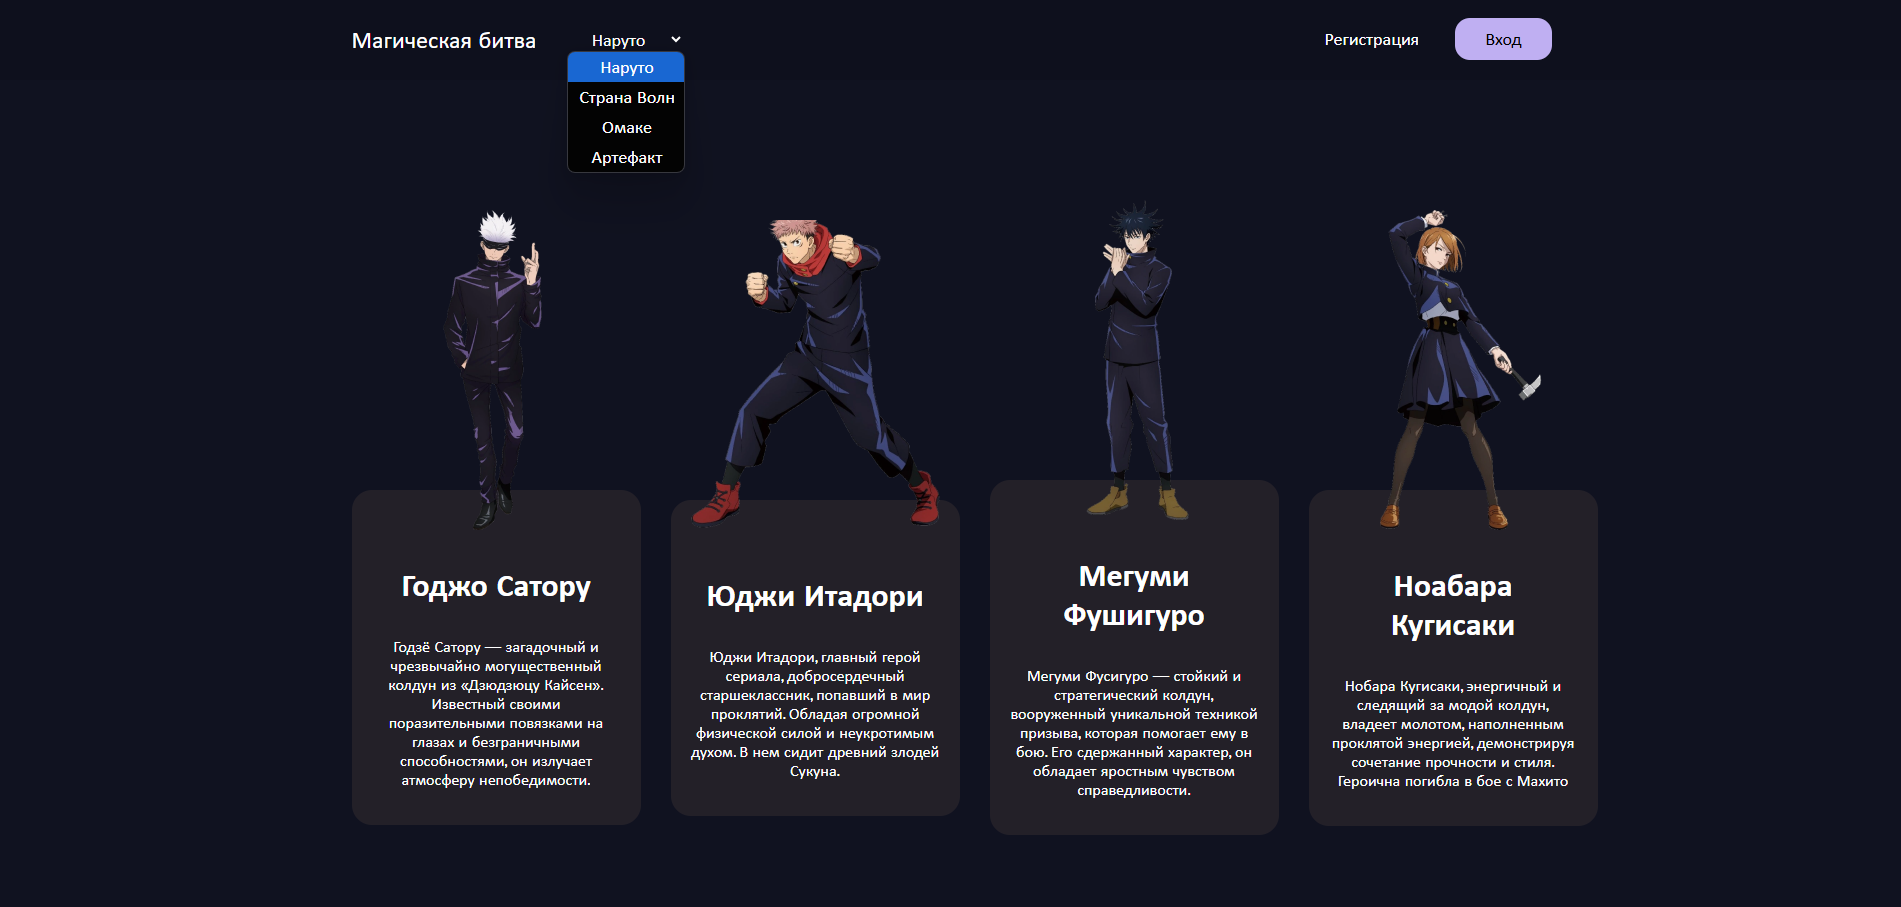 Магическая битва
Наруто
Регистрация
Вход
Наруто
Страна Волн
Омаке
Артефакт
Годжо Сатору
Годзё Сатору — загадочный и
чрезвычайно могущественный
колдун из «Дзюдзюцу Кайсен».
Известный своими
поразительными повязками на
глазах и безграничными
способностями, он излучает
атмосферу непобедимости.
Юджи Итадори
Юджи Итадори, главный герой
сериала, добросердечный
старшеклассник, попавший в мир
проклятий. Обладая огромной
физической силой и неукротимым
духом. В нем сидит древний злодей
Сукуна.
Мегуми
Фушигуро
Мегуми Фусигуро — стойкий и
стратегический колдун,
вооруженный уникальной техникой
призыва, которая помогает ему в
бою. Его сдержанный характер, он
обладает яростным чувством
справедливости.
Ноабара
Кугисаки
Нобара Кугисаки, энергичный и
следящий за модой колдун,
владеет молотом, наполненным
проклятой энергией, демонстрируя
сочетание прочности и стиля.
Героична погибла в бое с Махито